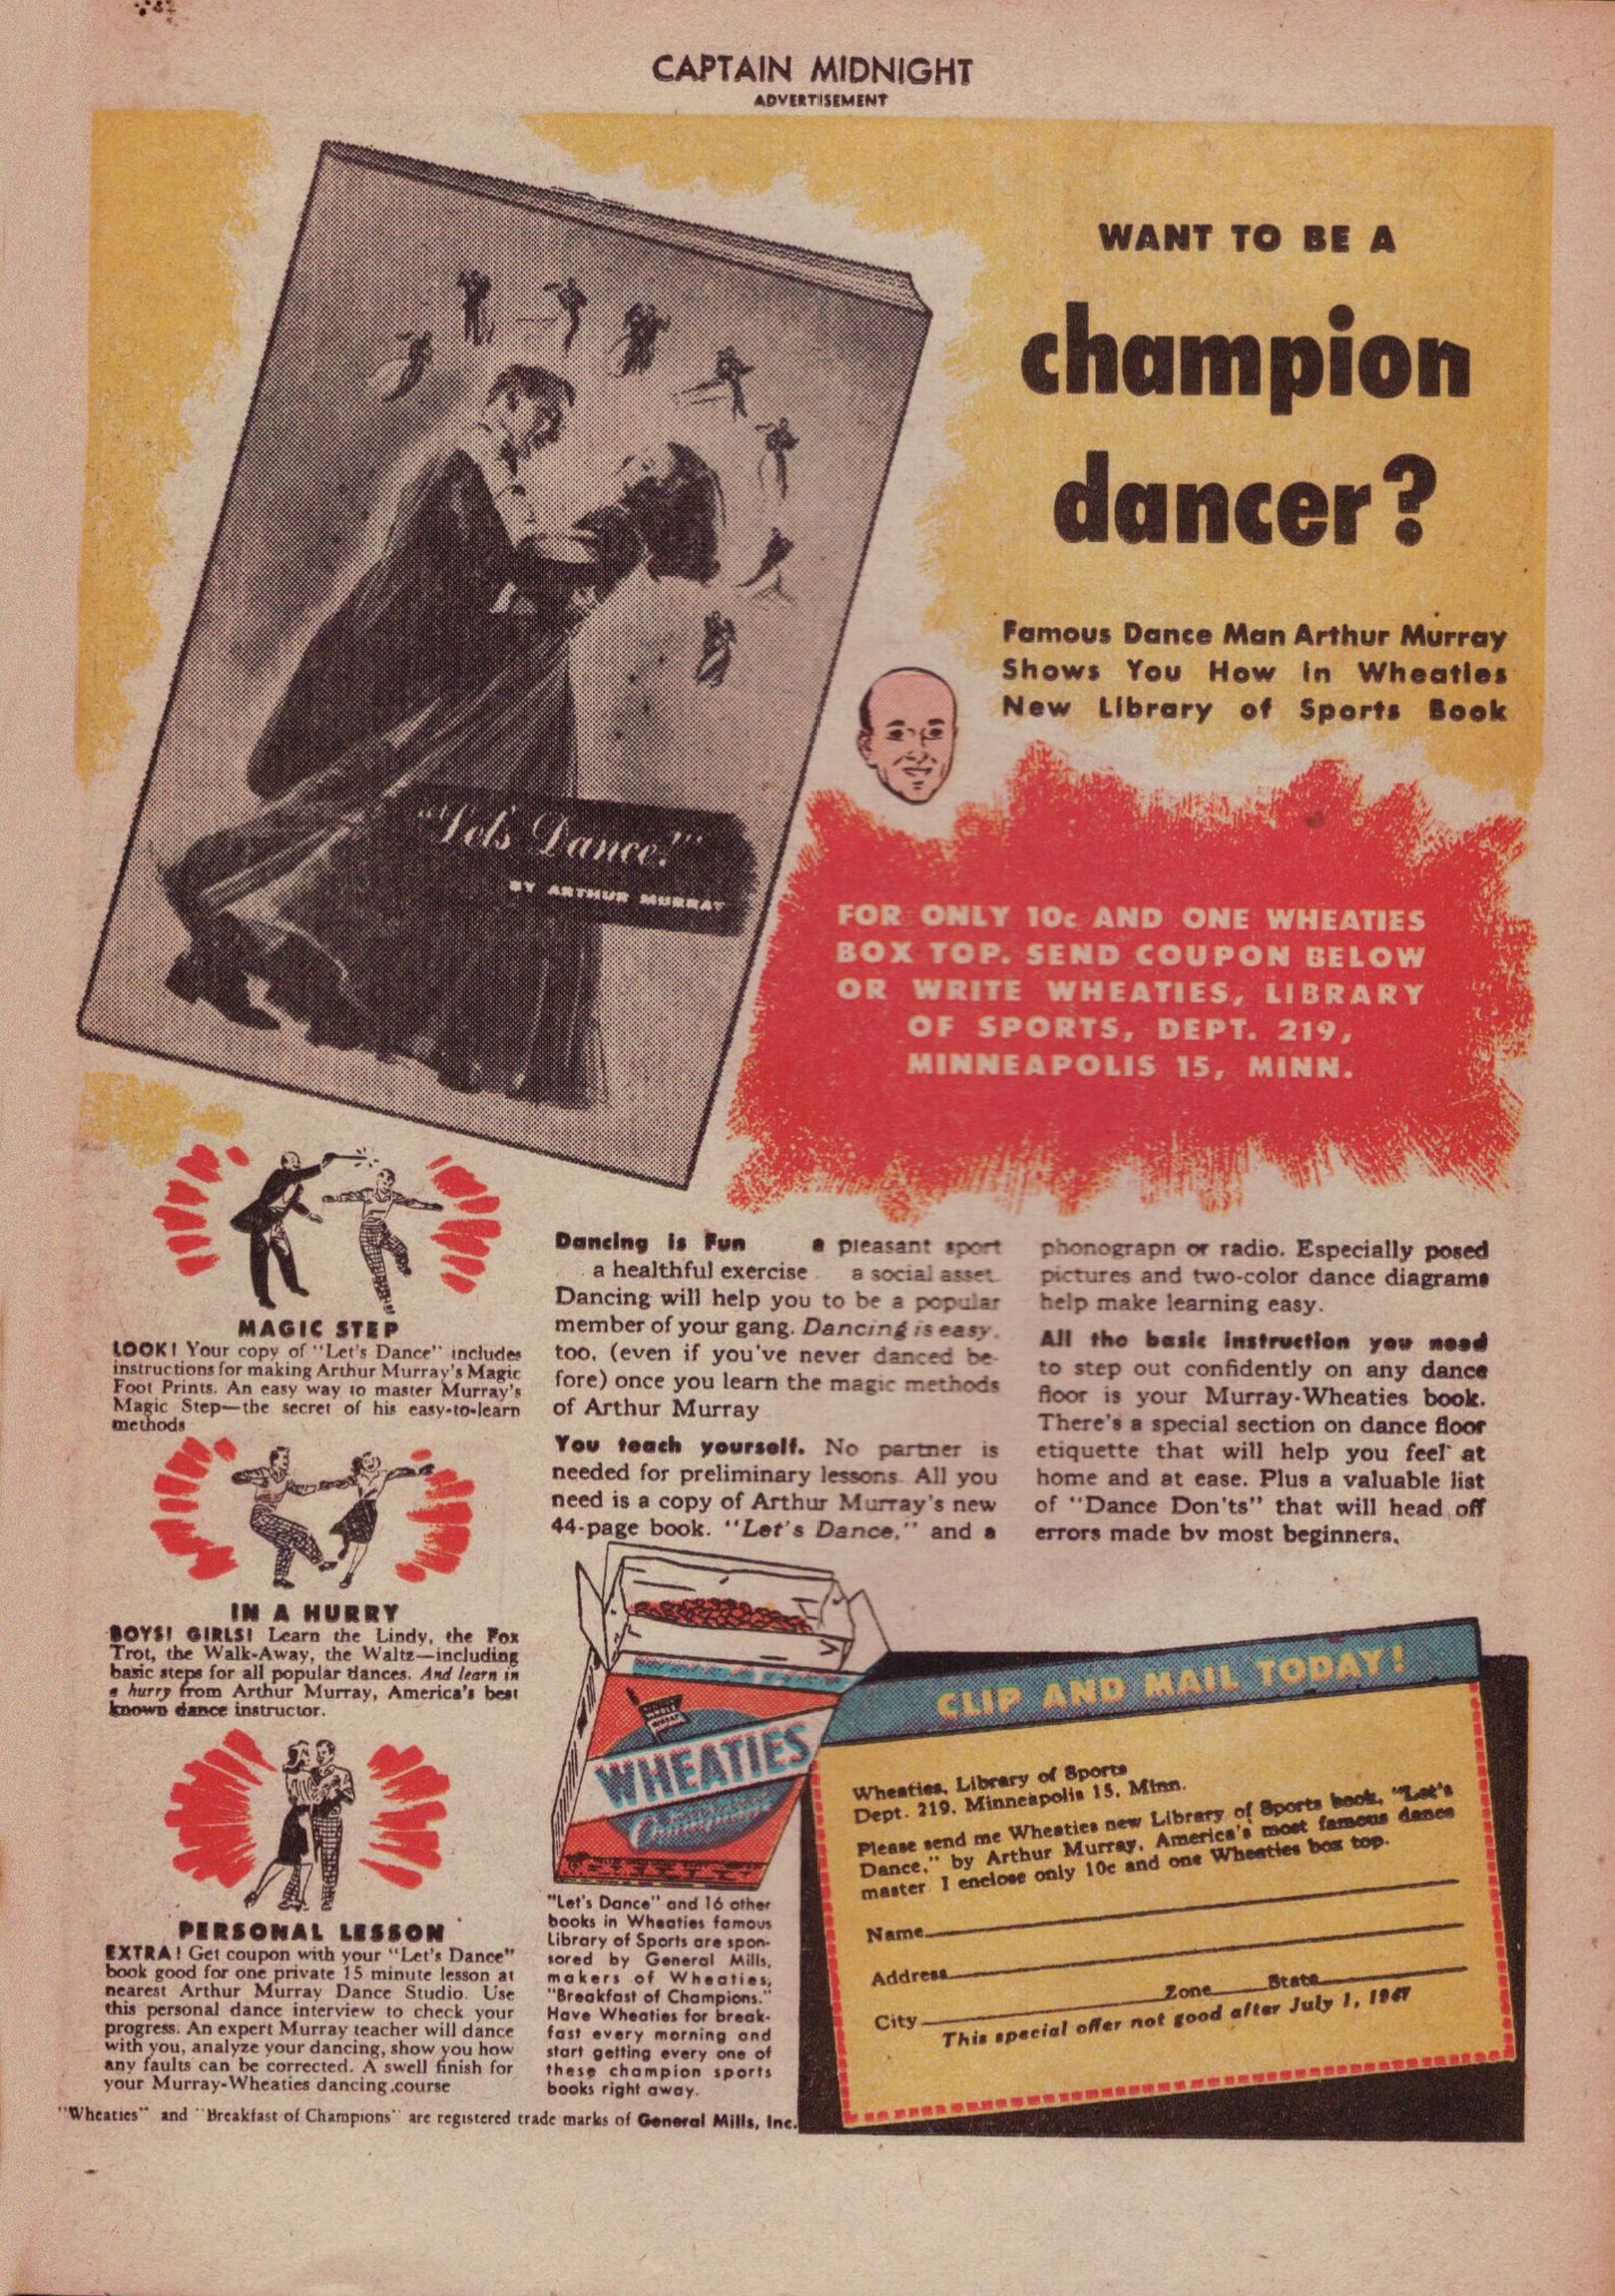 CAPTAIN MIDNIGHT
ADVERTISEMENT
WANT TO BE A
champion
dancer?
Famous Dance Man Arthur Murray
Shows You How in Wheaties
New Library of Sports Book
"Let's Dance!"
BY ARTHUR MURRAY
FOR ONLY 10c AND ONE WHEATIES
BOX TOP. SEND COUPON BELOW
OR WRITE WHEATIES, LIBRARY
OF SPORTS, DEPT. 219,
MINNEAPOLIS 15, MINN.
MAGIC STEP
LOOK! Your copy of "Let's Dance" includes
instructions for making Arthur Murray's Magic
Foot Prints. An easy way to master Murray's
Magic Step—the secret of his easy-to-learn
methods
IN A HURRY
BOYS! GIRLS! Learn the Lindy, the Fox
Trot, the Walk-Away, the Waltz—including
basic steps for all popular dances. And learn in
a hurry from Arthur Murray, America's best
known dance instructor.
PERSONAL LESSON
EXTRA! Get coupon with your "Let's Dance"
book good for one private 15 minute lesson at
nearest Arthur Murray Dance Studio. Use
this personal dance interview to check your
progress. An expert Murray teacher will dance
with you, analyze your dancing, show you how
any faults can be corrected. A swell finish for
your Murray-Wheaties dancing course
Dancing is Fun a pleasant sport
a healthful exercise a social asset
Dancing will help you to be a popular
member of your gang. Dancing is easy,
too, (even if you've never danced be-
fore) once you learn the magic methods
of Arthur Murray
You teach yourself. No partner is
needed for preliminary lessons. All you
need is a copy of Arthur Murray's new
44-page book. "Let's Dance," and a
phonograph or radio. Especially posed
pictures and two-color dance diagrams
help make learning easy.
All the basic instruction you need
to step out confidently on any dance
floor is your Murray-Wheaties book.
There's a special section on dance floor
etiquette that will help you feel at
home and at ease. Plus a valuable list
of "Dance Don'ts" that will head off
errors made by most beginners.
WHOLE
WHEAT
WHEATIES
Champions
"Let's Dance" and 16 other
books in Wheaties famous
Library of Sports are spon-
sored by General Mills,
makers of Wheaties,
"Breakfast of Champions."
Have Wheaties for break-
fast every morning and
start getting every one of
these champion sports
books right away.
CLIP AND MAIL TODAY!
Wheaties, Library of Sports
Dept. 219, Minneapolis 15, Minn.
Please send me Wheaties new Library of Sports book, "Let's
Dance," by Arthur Murray, America's most famous dance
master. I enclose only 10c and one Wheaties box top.
Name
Address
City Zone State
This special offer not good after July 1, 1947
"Wheaties" and "Breakfast of Champions" are registered trade marks of General Mills, Inc.